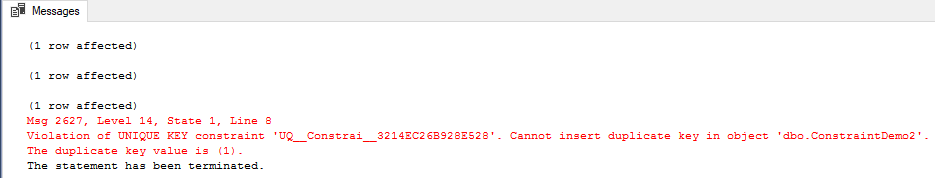 Messages
(1 row affected)
(1 row affected)
(1 row affected)
Msg 2627, Level 14, State 1, Line 8
Violation of UNIQUE KEY constraint 'UQ__Constrai__3214EC26B928E528'. Cannot insert duplicate key in object 'dbo.ConstraintDemo2'.
The duplicate key value is (1).
The statement has been terminated.